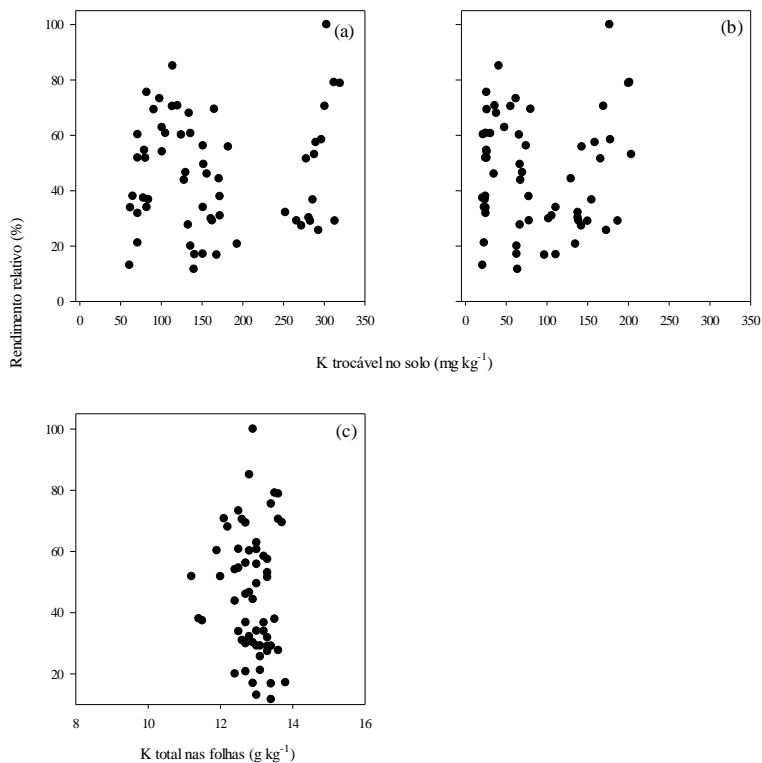 (a)
(b)
100
80
60
40
20
0
0 50 100 150 200 250 300 350
0 50 100 150 200 250 300 350
Rendimento relativo (%)
K trocável no solo (mg kg⁻¹)
(c)
100
80
60
40
20
8 10 12 14 16
K total nas folhas (g kg⁻¹)